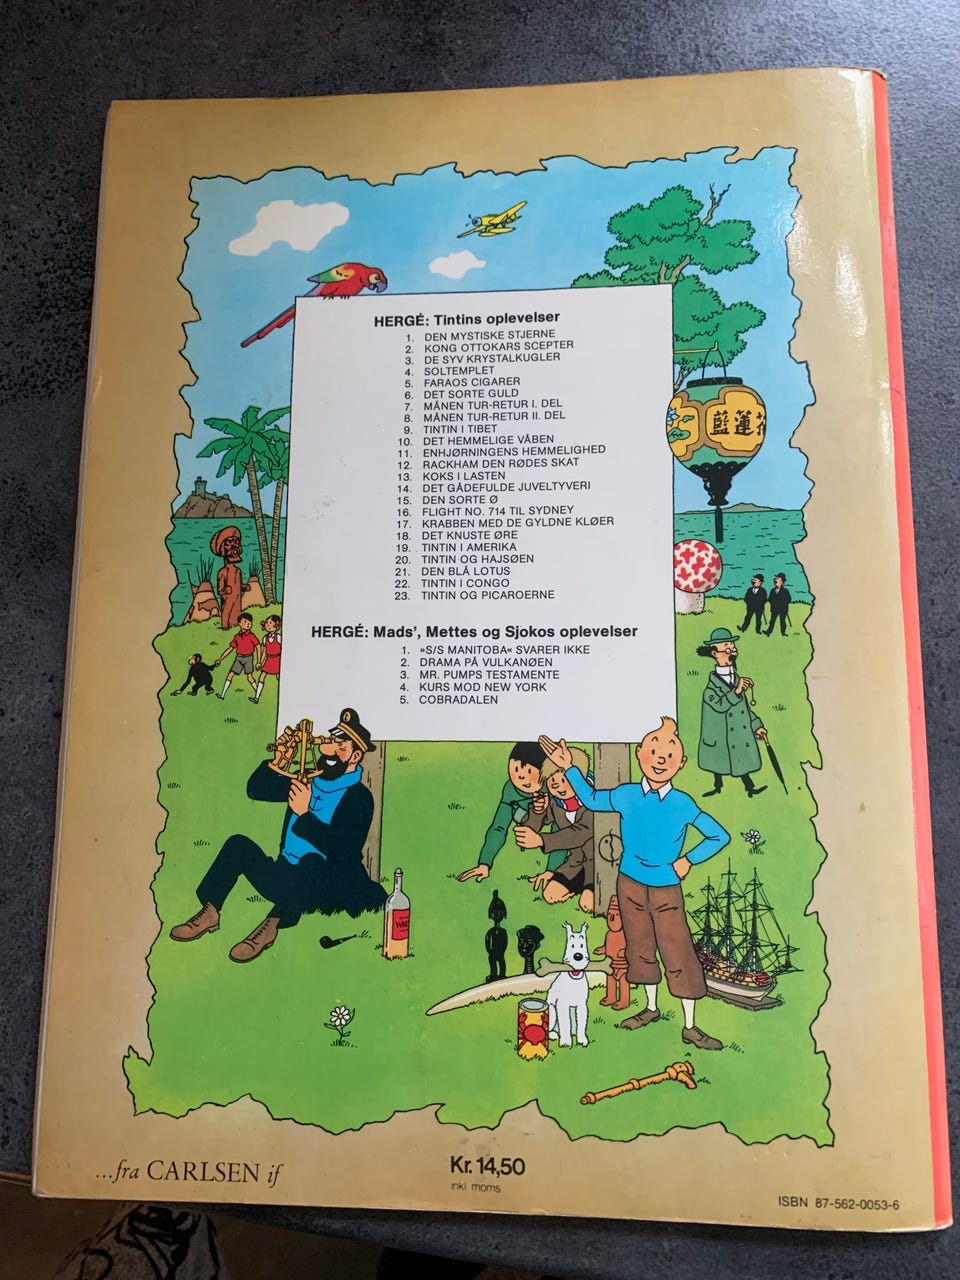 HERGÉ: Tintins oplevelser
1. DEN MYSTISKE STJERNE
2. KONG OTTOKARS SCEPTER
3. DE SYV KRYSTALKUGLER
4. SOLTEMPLET
5. FARAOS CIGARER
6. DET SORTE GULD
7. MÅNEN TUR-RETUR I. DEL
8. MÅNEN TUR-RETUR II. DEL
9. TINTIN I TIBET
10. DET HEMMELIGE VÅBEN
11. ENHJØRNINGENS HEMMELIGHED
12. RACKHAM DEN RØDES SKAT
13. KOKS I LASTEN
14. DET GÅDEFULDE JUVELTYVERI
15. DEN SORTE Ø
16. FLIGHT NO. 714 TIL SYDNEY
17. KRABBEN MED DE GYLDNE KLØER
18. DET KNUSTE ØRE
19. TINTIN I AMERIKA
20. TINTIN OG HAJSØEN
21. DEN BLÅ LOTUS
22. TINTIN I CONGO
23. TINTIN OG PICAROERNE
藍蓮花
HERGÉ: Mads', Mettes og Sjokos oplevelser
1. »S/S MANITOBA« SVARER IKKE
2. DRAMA PÅ VULKANØEN
3. MR. PUMPS TESTAMENTE
4. KURS MOD NEW YORK
5. COBRADALEN
...fra CARLSEN if
Kr. 14,50
inkl moms
ISBN 87-562-0053-6